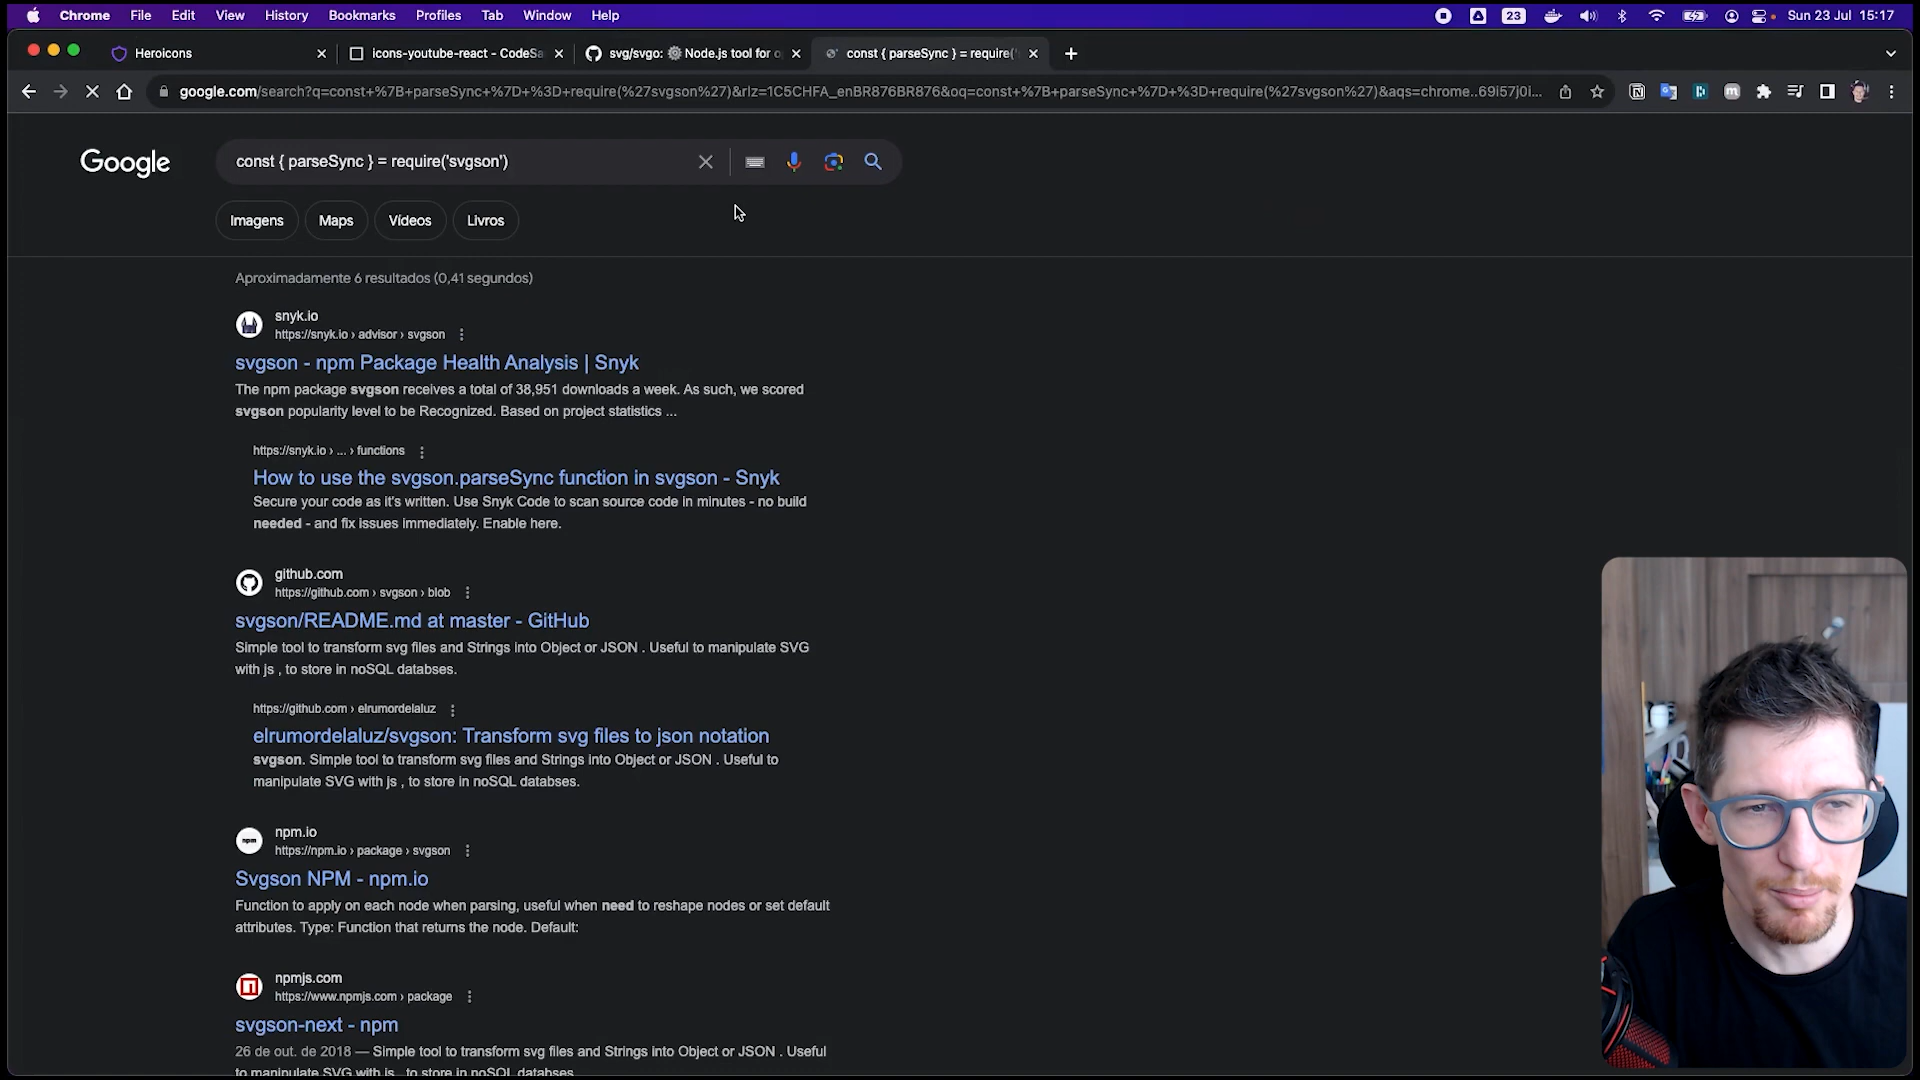 Chrome File Edit View History Bookmarks Profiles Tab Window Help 23 Sun 23 Jul 15:17
Heroicons icons-youtube-react - CodeSa svg/svgo: Node.js tool for o const { parseSync } = require('
google.com/search?q=const+%7B+parseSync+%7D+%3D+require(%27svgson%27)&rlz=1C5CHFA_enBR876BR876&oq=const+%7B+parseSync+%7D+%3D+require(%27svgson%27)&aqs=chrome..69i57j0i...
Google const { parseSync } = require('svgson')
Imagens Maps Vídeos Livros
Aproximadamente 6 resultados (0,41 segundos)
snyk.io
https://snyk.io › advisor › svgson
svgson - npm Package Health Analysis | Snyk
The npm package svgson receives a total of 38,951 downloads a week. As such, we scored
svgson popularity level to be Recognized. Based on project statistics ...
https://snyk.io › ... › functions
How to use the svgson.parseSync function in svgson - Snyk
Secure your code as it's written. Use Snyk Code to scan source code in minutes - no build
needed - and fix issues immediately. Enable here.
github.com
https://github.com › svgson › blob
svgson/README.md at master - GitHub
Simple tool to transform svg files and Strings into Object or JSON . Useful to manipulate SVG
with js , to store in noSQL databses.
https://github.com › elrumordelaluz
elrumordelaluz/svgson: Transform svg files to json notation
svgson. Simple tool to transform svg files and Strings into Object or JSON . Useful to
manipulate SVG with js , to store in noSQL databses.
npm
npm.io
https://npm.io › package › svgson
Svgson NPM - npm.io
Function to apply on each node when parsing, useful when need to reshape nodes or set default
attributes. Type: Function that returns the node. Default:
npmjs.com
https://www.npmjs.com › package
svgson-next - npm
26 de out. de 2018 — Simple tool to transform svg files and Strings into Object or JSON . Useful
to manipulate SVG with js , to store in noSQL databses.